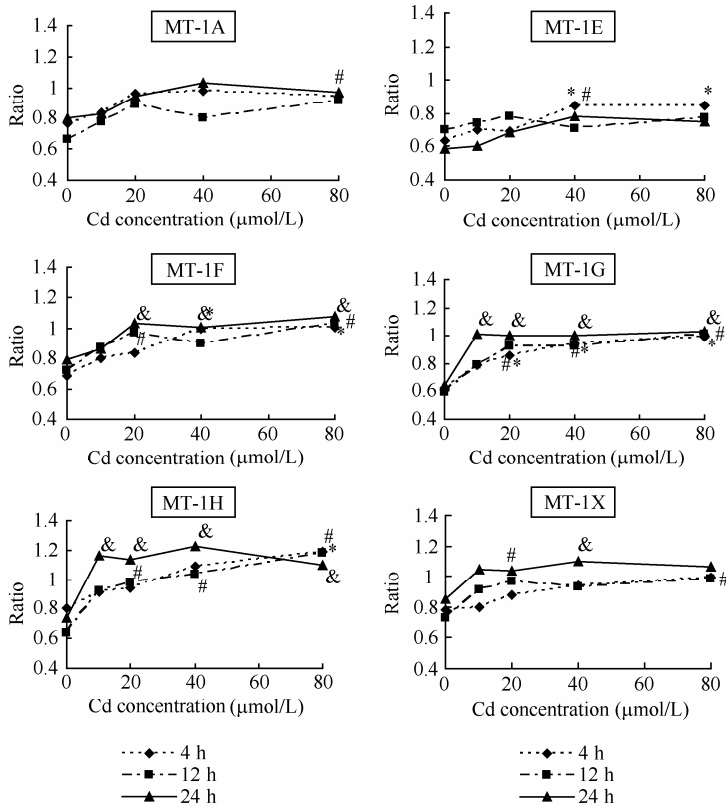 MT-1A
MT-1E
1.4
1.2
1
0.8
0.6
0.4
Ratio
#
0 20 40 60 80
Cd concentration (μmol/L)
1.4
1.2
1.0
0.8
0.6
0.4
Ratio
* # *
0 20 40 60 80
Cd concentration (μmol/L)
MT-1F
MT-1G
1.4
1.2
1
0.8
0.6
0.4
Ratio
& &* &
# # *
0 20 40 60 80
Cd concentration (μmol/L)
1.4
1.2
1
0.8
0.6
0.4
Ratio
& & & &
#* #* # *
0 20 40 60 80
Cd concentration (μmol/L)
MT-1H
MT-1X
1.4
1.2
1
0.8
0.6
0.4
Ratio
& & & #
# # * &
0 20 40 60 80
Cd concentration (μmol/L)
1.4
1.2
1
0.8
0.6
0.4
Ratio
# & #
0 20 40 60 80
Cd concentration (μmol/L)
4 h
12 h
24 h
4 h
12 h
24 h